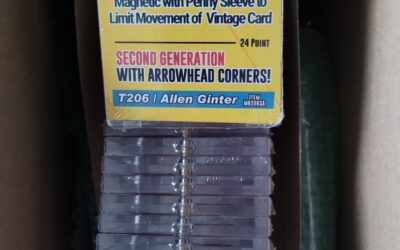 Magnetic with Penny Sleeve to
Limit Movement of Vintage Card
24 POINT
SECOND GENERATION
WITH ARROWHEAD CORNERS!
T206 / Allen Ginter
ITEM